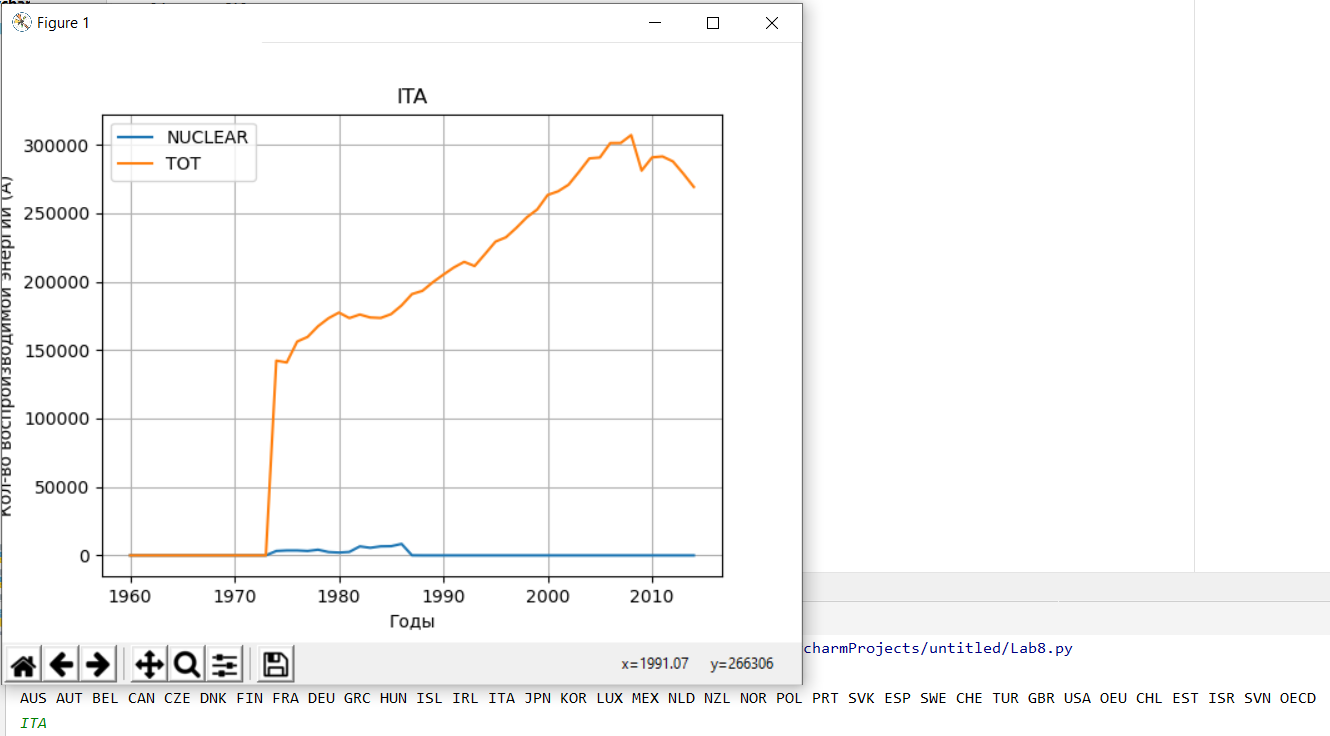 Figure 1
ITA
NUCLEAR
TOT
300000
250000
200000
150000
100000
50000
0
Кол-во воспроизводимой энергии (А)
1960 1970 1980 1990 2000 2010
Годы
x=1991.07 y=266306
charmProjects/untitled/Lab8.py
AUS AUT BEL CAN CZE DNK FIN FRA DEU GRC HUN ISL IRL ITA JPN KOR LUX MEX NLD NZL NOR POL PRT SVK ESP SWE CHE TUR GBR USA OEU CHL EST ISR SVN OECD
ITA